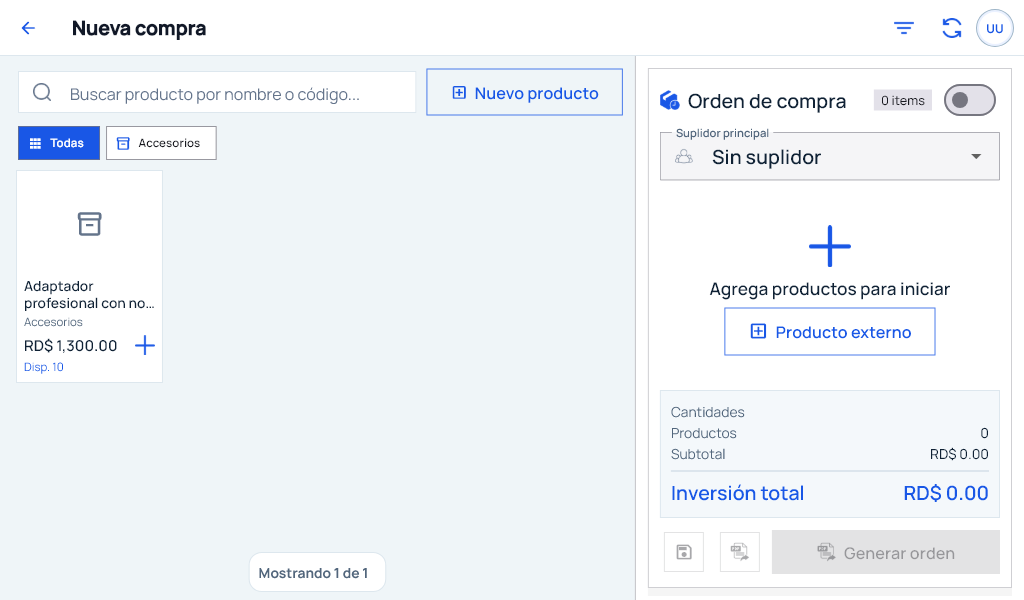 Nueva compra
UU
Buscar producto por nombre o código...
Nuevo producto
Todas
Accesorios
Adaptador
profesional con no...
Accesorios
RD$ 1,300.00
Disp. 10
Mostrando 1 de 1
Orden de compra
0 items
Suplidor principal
Sin suplidor
Agrega productos para iniciar
Producto externo
Cantidades
Productos 0
Subtotal RD$ 0.00
Inversión total RD$ 0.00
Generar orden